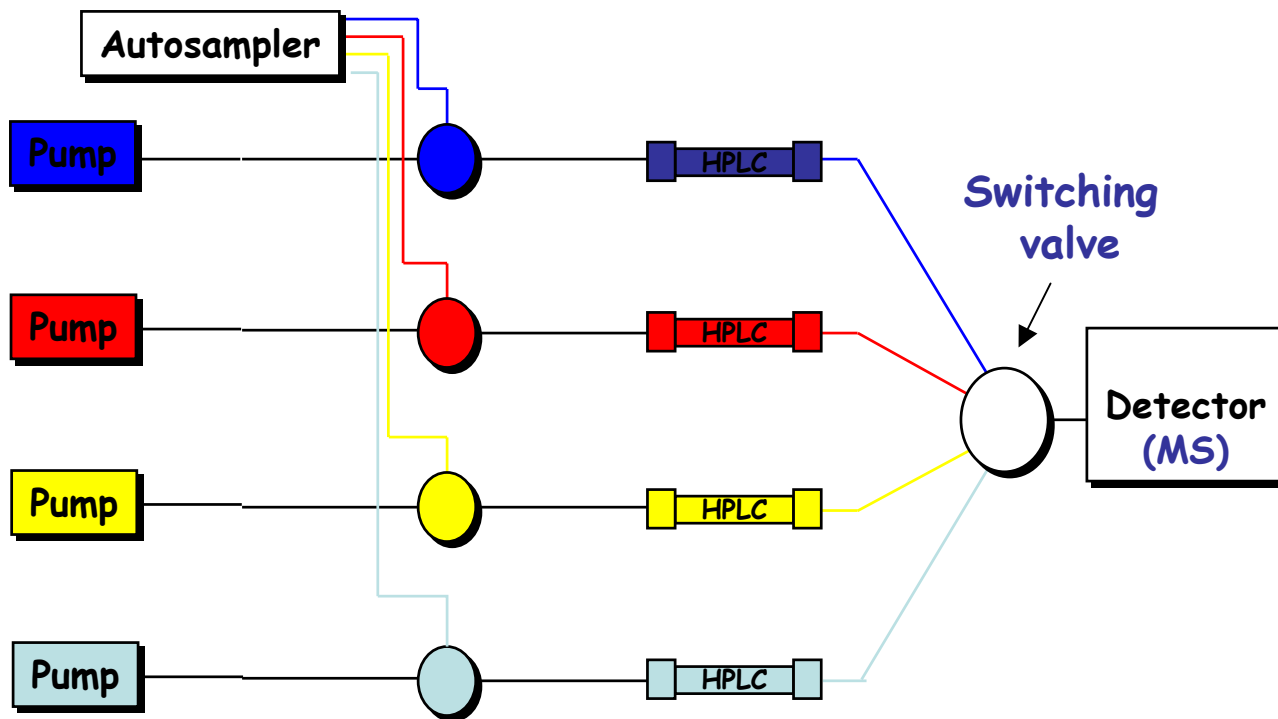 Autosampler
Pump
HPLC
Switching
valve
Pump
HPLC
Detector
(MS)
Pump
HPLC
Pump
HPLC